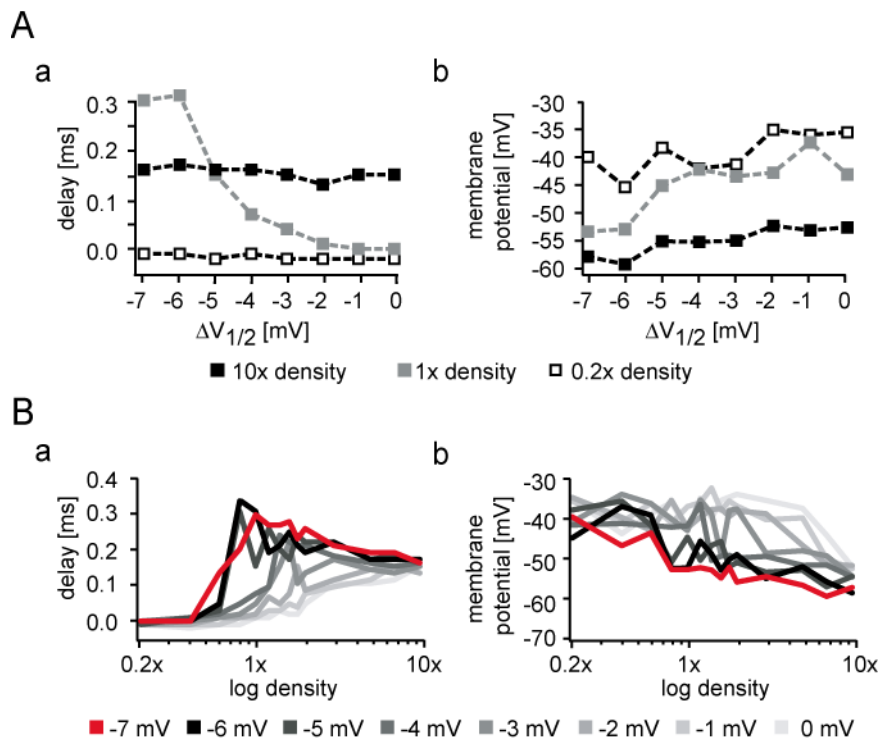 A
a
b
delay [ms]
0.3
0.2
0.1
0.0
-7 -6 -5 -4 -3 -2 -1 0
ΔV1/2 [mV]
membrane
potential [mV]
-30
-35
-40
-45
-50
-55
-60
-7 -6 -5 -4 -3 -2 -1 0
ΔV1/2 [mV]
10x density 1x density 0.2x density
B
a
b
delay [ms]
0.4
0.3
0.2
0.1
0.0
0.2x 1x 10x
log density
membrane
potential [mV]
-30
-40
-50
-60
-70
0.2x 1x 10x
log density
-7 mV -6 mV -5 mV -4 mV -3 mV -2 mV -1 mV 0 mV